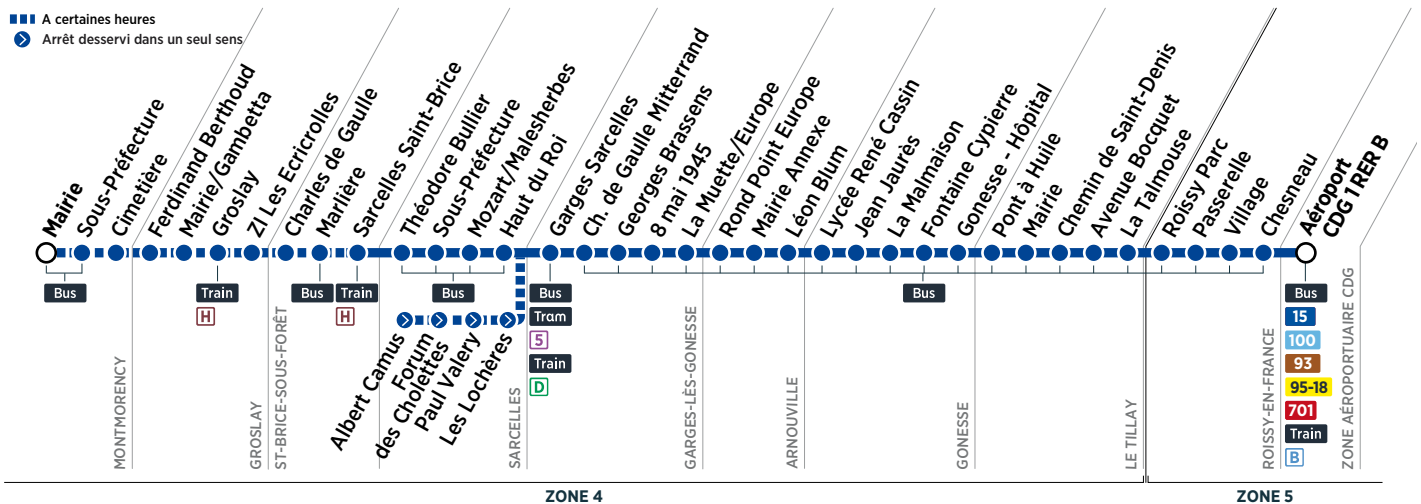 A certaines heures
Arrêt desservi dans un seul sens
Mairie
Sous-Préfecture
Cimetière
Ferdinand Berthoud
Mairie/Gambetta
Groslay
ZI Les Ecricrolles
Charles de Gaulle
Marlière
Sarcelles Saint-Brice
Théodore Bullier
Sous-Préfecture
Mozart/Malesherbes
Haut du Roi
Garges Sarcelles
Ch. de Gaulle Mitterrand
Georges Brassens
8 mai 1945
La Muette/Europe
Rond Point Europe
Mairie Annexe
Léon Blum
Lycée René Cassin
Jean Jaurès
La Malmaison
Fontaine Cypierre
Gonesse - Hôpital
Pont à Huile
Mairie
Chemin de Saint-Denis
Avenue Bocquet
La Talmouse
Roissy Parc
Passerelle
Village
Chesneau
Aéroport
CDG 1 RER B
Bus
Train
H
Bus
Train
H
Bus
Bus
Tram
5
Train
D
Bus
Bus
15
100
93
95-18
701
Train
B
Albert Camus
Forum
des Cholettes
Paul Valery
Les Lochères
MONTMORENCY
GROSLAY
ST-BRICE-SOUS-FORÊT
SARCELLES
GARGES-LÈS-GONESSE
ARNOUVILLE
GONESSE
LE TILLAY
ROISSY-EN-FRANCE
ZONE AÉROPORTUAIRE CDG
ZONE 4
ZONE 5